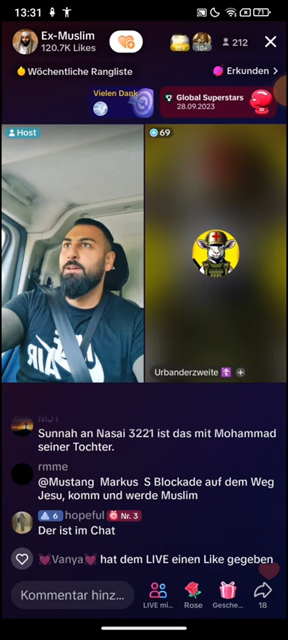 13:31
71
Ex-Muslim
120.7K Likes
10+
212
Wöchentliche Rangliste
Erkunden
Vielen Dank
Global Superstars
28.09.2023
Host
69
AIR
Urbanderzweite
Sunnah an Nasai 3221 ist das mit Mohammad
seiner Tochter.
rmme
@Mustang Markus S Blockade auf dem Weg
Jesu, komm und werde Muslim
6 hopeful Nr. 3
Der ist im Chat
Vanya hat dem LIVE einen Like gegeben
Kommentar hinz...
LIVE mi...
Rose
Gesche...
18